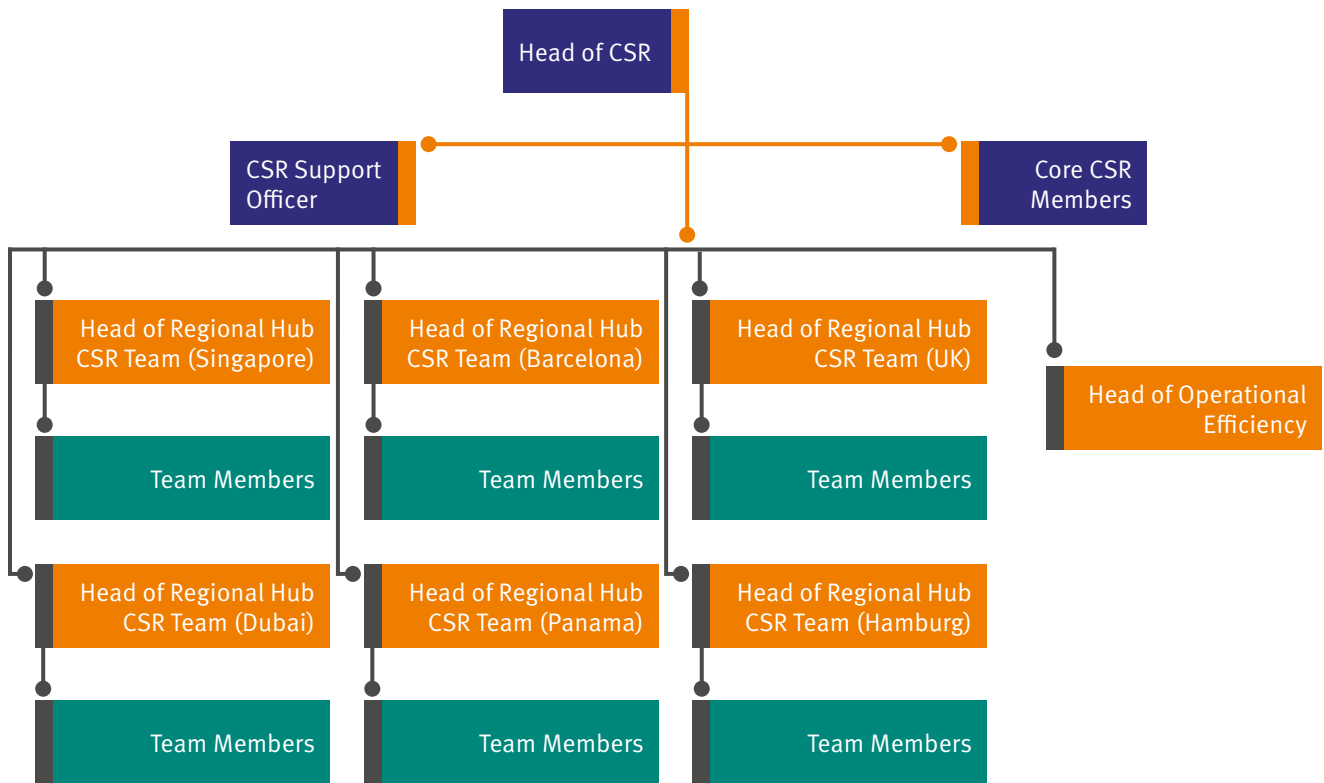 Head of CSR
CSR Support
Officer
Core CSR
Members
Head of Regional Hub
CSR Team (Singapore)
Head of Regional Hub
CSR Team (Barcelona)
Head of Regional Hub
CSR Team (UK)
Head of Operational
Efficiency
Team Members
Team Members
Team Members
Head of Regional Hub
CSR Team (Dubai)
Head of Regional Hub
CSR Team (Panama)
Head of Regional Hub
CSR Team (Hamburg)
Team Members
Team Members
Team Members